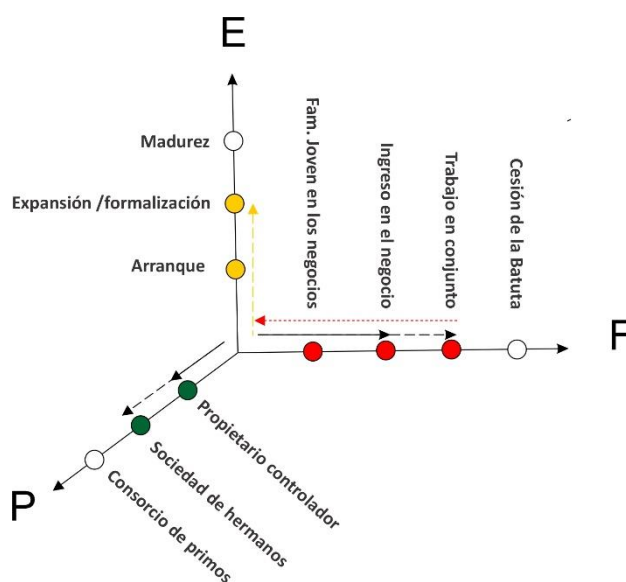 E
Madurez
Expansión /formalización
Arranque
Fam. Joven en los negocios
Ingreso en el negocio
Trabajo en conjunto
Cesión de la Batuta
F
Propietario controlador
Sociedad de hermanos
Consorcio de primos
P